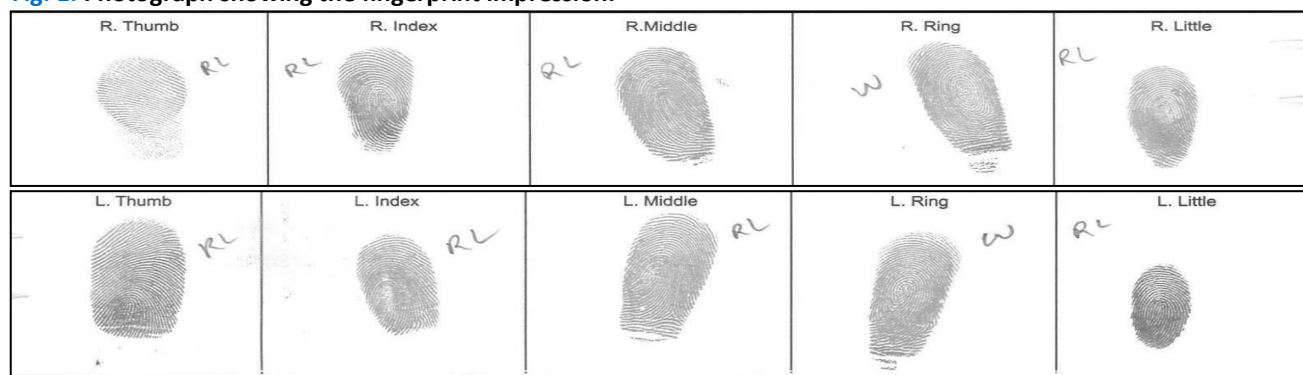 Fig. 2: Photograph showing the fingerprint impression.
R. Thumb R. Index R.Middle R. Ring R. Little
RL RL RL W RL
L. Thumb L. Index L. Middle L. Ring L. Little
RL RL RL W RL